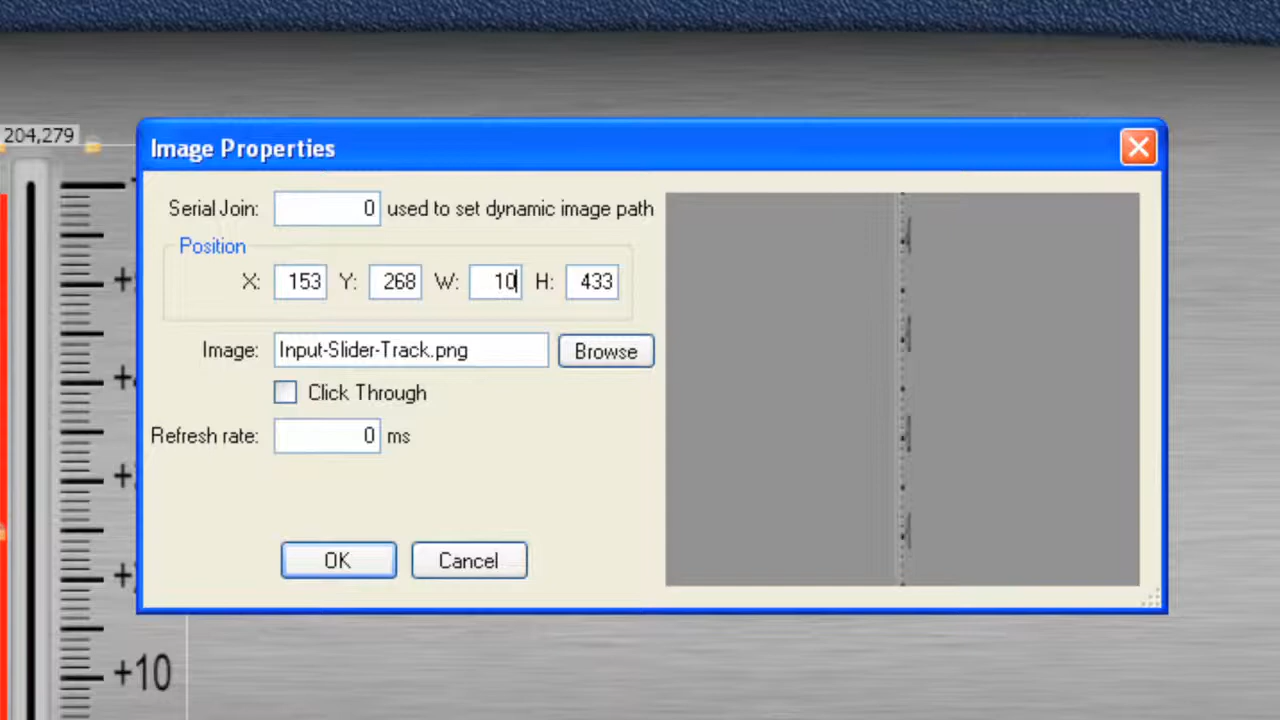 204,279
Image Properties
Serial Join: 0 used to set dynamic image path
Position
X: 153 Y: 268 W: 10 H: 433
Image: Input-Slider-Track.png Browse
Click Through
Refresh rate: 0 ms
OK Cancel
+10